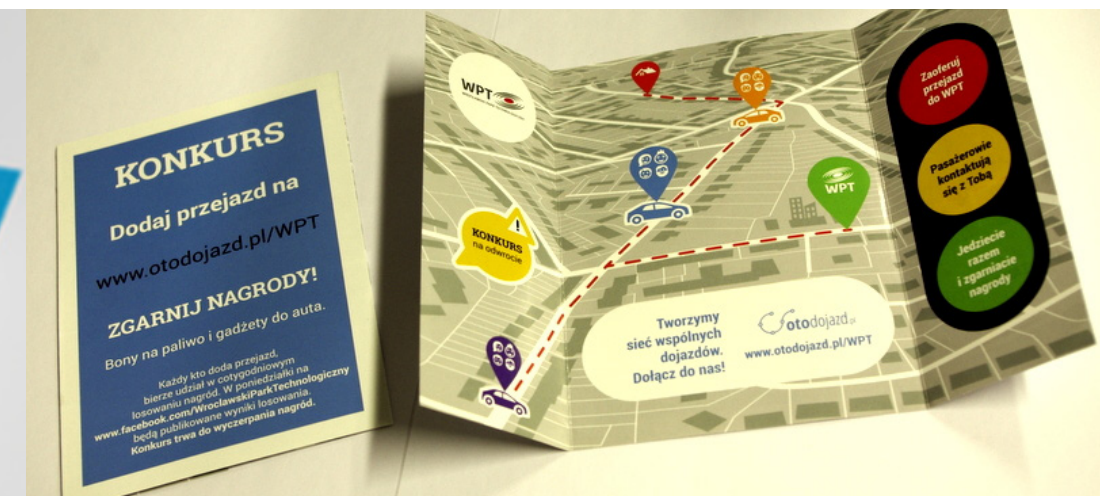 KONKURS
Dodaj przejazd na
www.otodojazd.pl/WPT
ZGARNIJ NAGRODY!
Bony na paliwo i gadżety do auta.
Każdy kto doda przejazd,
bierze udział w cotygodniowym
losowaniu nagród. W poniedziałki na
www.facebook.com/WroclawskiParkTechnologiczny
będą publikowane wyniki losowania.
Konkurs trwa do wyczerpania nagród.
WPT
KONKURS
na odwrocie
!
WPT
Tworzymy
sieć wspólnych
dojazdów.
Dołącz do nas!
otodojazd.pl
www.otodojazd.pl/WPT
Zaoferuj
przejazd
do WPT
Pasażerowie
kontaktują
się z Tobą
Jedziecie
razem
i zgarniacie
nagrody